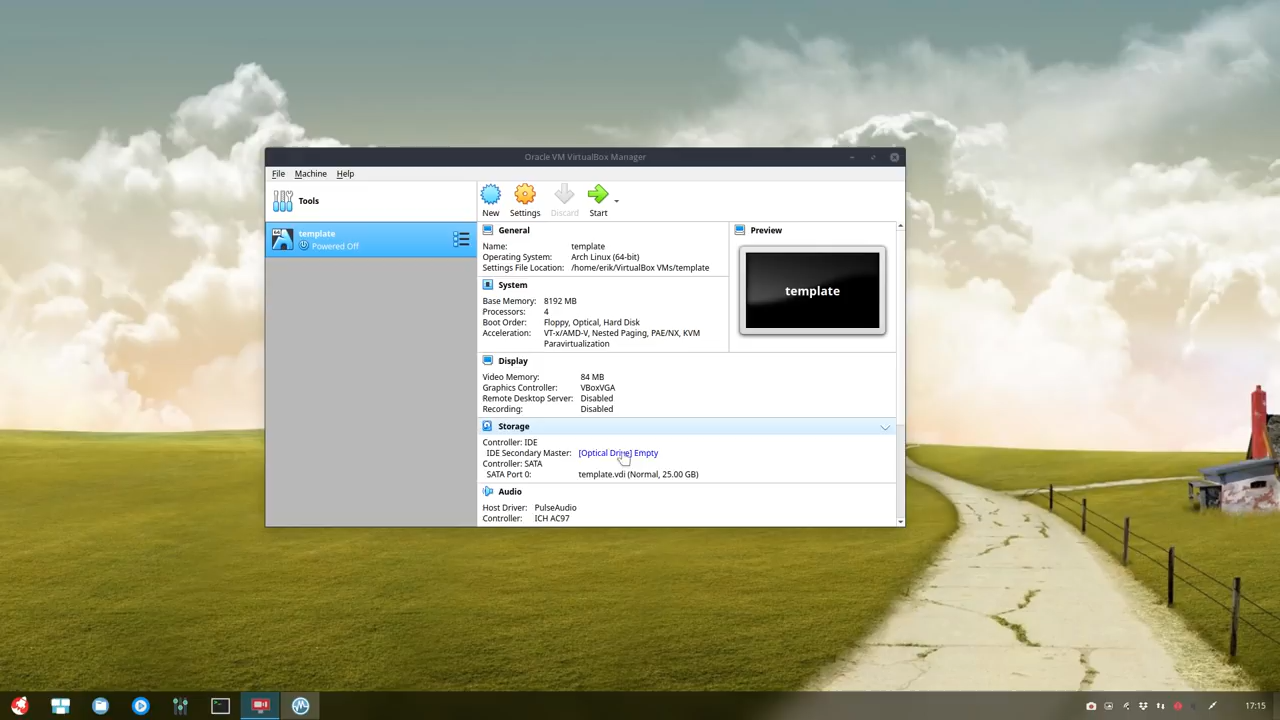 Oracle VM VirtualBox Manager
File Machine Help
Tools
New Settings Discard Start
template
Powered Off
64
General
Name: template
Operating System: Arch Linux (64-bit)
Settings File Location: /home/erik/VirtualBox VMs/template
Preview
template
System
Base Memory: 8192 MB
Processors: 4
Boot Order: Floppy, Optical, Hard Disk
Acceleration: VT-x/AMD-V, Nested Paging, PAE/NX, KVM
Paravirtualization
Display
Video Memory: 84 MB
Graphics Controller: VBoxVGA
Remote Desktop Server: Disabled
Recording: Disabled
Storage
Controller: IDE
IDE Secondary Master: [Optical Drive] Empty
Controller: SATA
SATA Port 0: template.vdi (Normal, 25.00 GB)
Audio
Host Driver: PulseAudio
Controller: ICH AC97
17:15